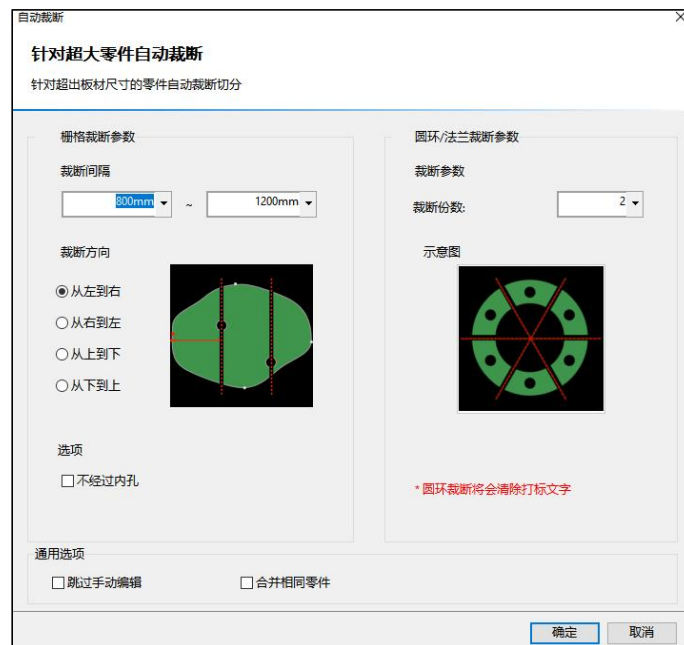 自动裁断
针对超大零件自动裁断
针对超出板材尺寸的零件自动裁断切分
栅格裁断参数
裁断间隔
800mm ~ 1200mm
裁断方向
从左到右
从右到左
从上到下
从下到上
选项
不经过内孔
圆环/法兰裁断参数
裁断参数
裁断份数: 2
示意图
* 圆环裁断将会清除打标文字
通用选项
跳过手动编辑 合并相同零件
确定 取消